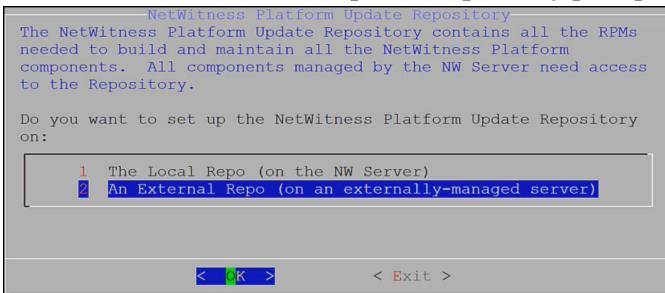 NetWitness Platform Update Repository
The NetWitness Platform Update Repository contains all the RPMs
needed to build and maintain all the NetWitness Platform
components.  All components managed by the NW Server need access
to the Repository.
Do you want to set up the NetWitness Platform Update Repository
on:
1  The Local Repo (on the NW Server)
2  An External Repo (on an externally-managed server)
<  OK  >          < Exit >